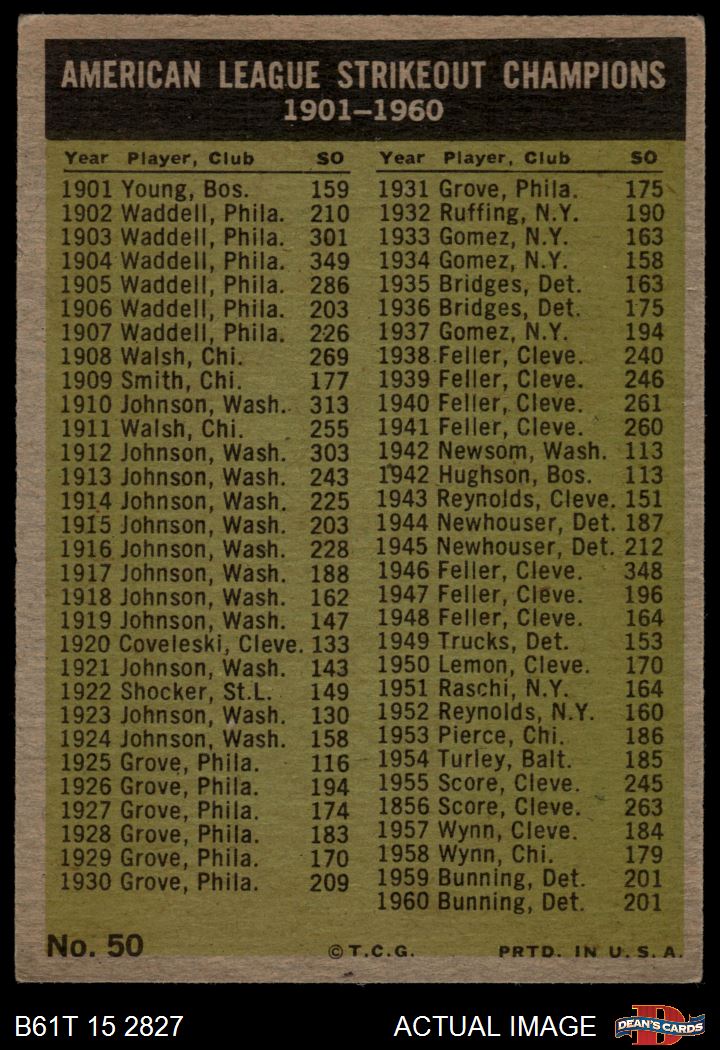 AMERICAN LEAGUE STRIKEOUT CHAMPIONS
1901–1960
Year Player, Club SO
1901 Young, Bos. 159
1902 Waddell, Phila. 210
1903 Waddell, Phila. 301
1904 Waddell, Phila. 349
1905 Waddell, Phila. 286
1906 Waddell, Phila. 203
1907 Waddell, Phila. 226
1908 Walsh, Chi. 269
1909 Smith, Chi. 177
1910 Johnson, Wash. 313
1911 Walsh, Chi. 255
1912 Johnson, Wash. 303
1913 Johnson, Wash. 243
1914 Johnson, Wash. 225
1915 Johnson, Wash. 203
1916 Johnson, Wash. 228
1917 Johnson, Wash. 188
1918 Johnson, Wash. 162
1919 Johnson, Wash. 147
1920 Coveleski, Cleve. 133
1921 Johnson, Wash. 143
1922 Shocker, St.L. 149
1923 Johnson, Wash. 130
1924 Johnson, Wash. 158
1925 Grove, Phila. 116
1926 Grove, Phila. 194
1927 Grove, Phila. 174
1928 Grove, Phila. 183
1929 Grove, Phila. 170
1930 Grove, Phila. 209
Year Player, Club SO
1931 Grove, Phila. 175
1932 Ruffing, N.Y. 190
1933 Gomez, N.Y. 163
1934 Gomez, N.Y. 158
1935 Bridges, Det. 163
1936 Bridges, Det. 175
1937 Gomez, N.Y. 194
1938 Feller, Cleve. 240
1939 Feller, Cleve. 246
1940 Feller, Cleve. 261
1941 Feller, Cleve. 260
1942 Newsom, Wash. 113
1942 Hughson, Bos. 113
1943 Reynolds, Cleve. 151
1944 Newhouser, Det. 187
1945 Newhouser, Det. 212
1946 Feller, Cleve. 348
1947 Feller, Cleve. 196
1948 Feller, Cleve. 164
1949 Trucks, Det. 153
1950 Lemon, Cleve. 170
1951 Raschi, N.Y. 164
1952 Reynolds, N.Y. 160
1953 Pierce, Chi. 186
1954 Turley, Balt. 185
1955 Score, Cleve. 245
1856 Score, Cleve. 263
1957 Wynn, Cleve. 184
1958 Wynn, Chi. 179
1959 Bunning, Det. 201
1960 Bunning, Det. 201
No. 50 © T.C.G. PRTD. IN U.S.A.
B61T 15 2827 ACTUAL IMAGE D DEAN'S CARDS